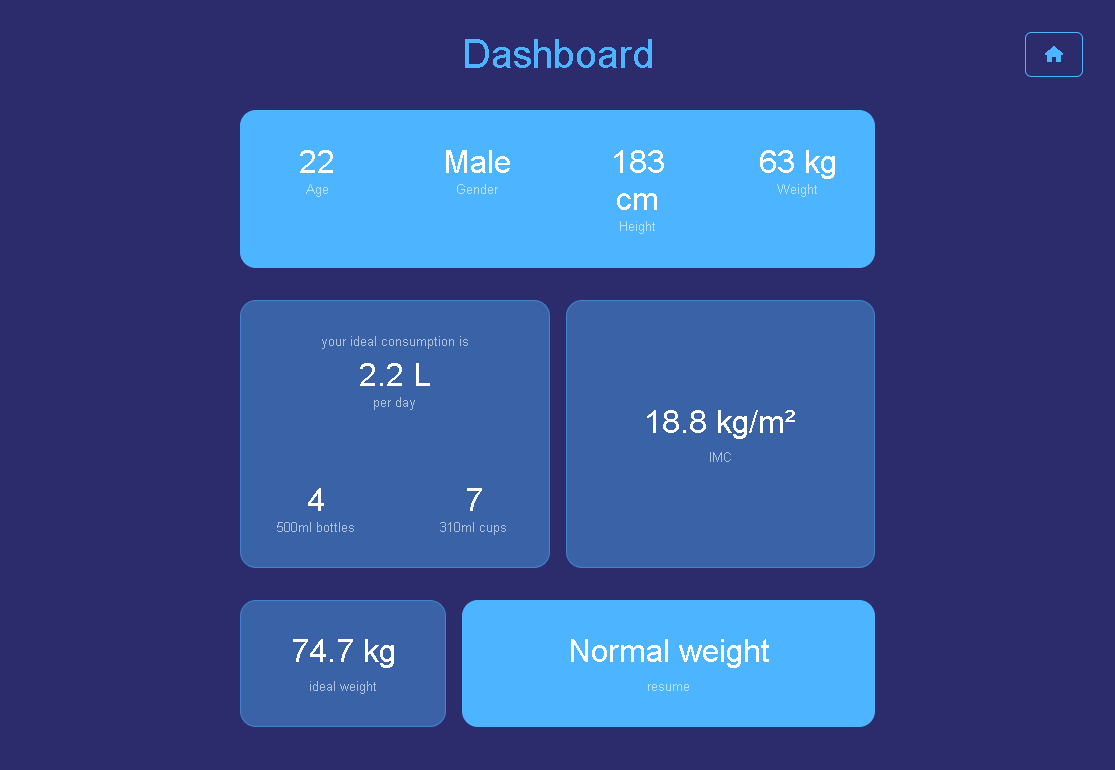 Dashboard
22
Age
Male
Gender
183
cm
Height
63 kg
Weight
your ideal consumption is
2.2 L
per day
4
500ml bottles
7
310ml cups
18.8 kg/m²
IMC
74.7 kg
ideal weight
Normal weight
resume